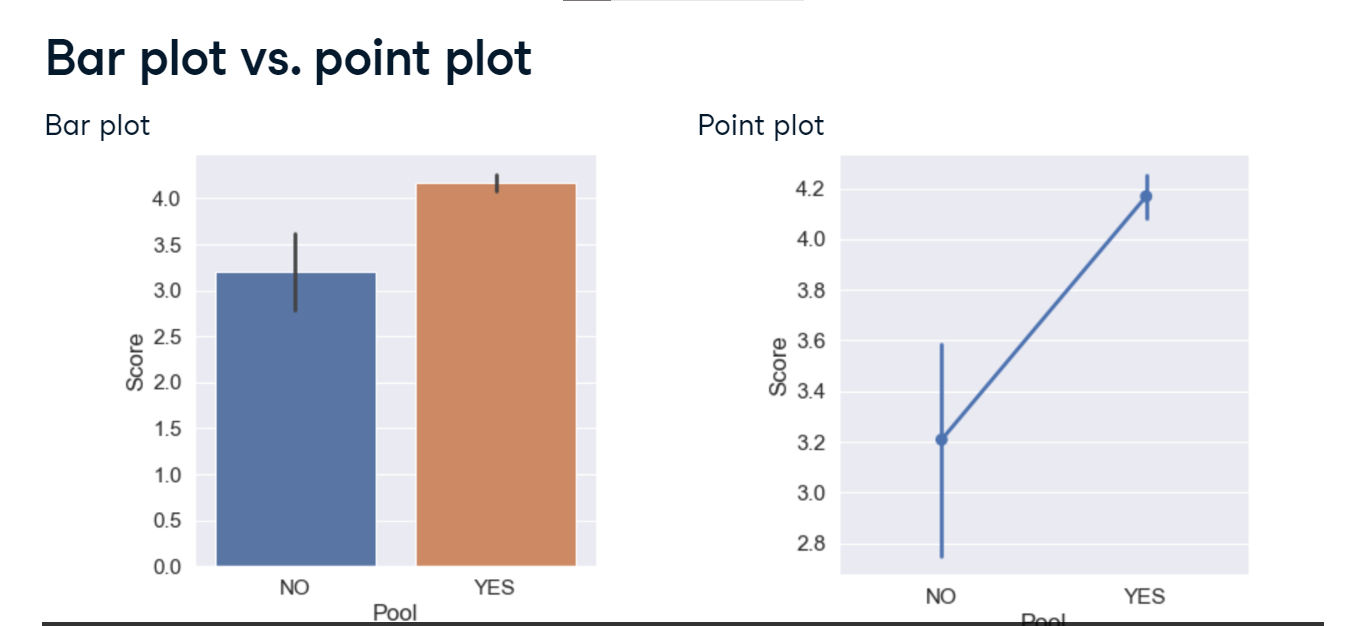 Bar plot vs. point plot
Bar plot
4.0
3.5
3.0
2.5
2.0
1.5
1.0
0.5
0.0
Score
NO YES
Pool
Point plot
4.2
4.0
3.8
3.6
3.4
3.2
3.0
2.8
Score
NO YES
Pool